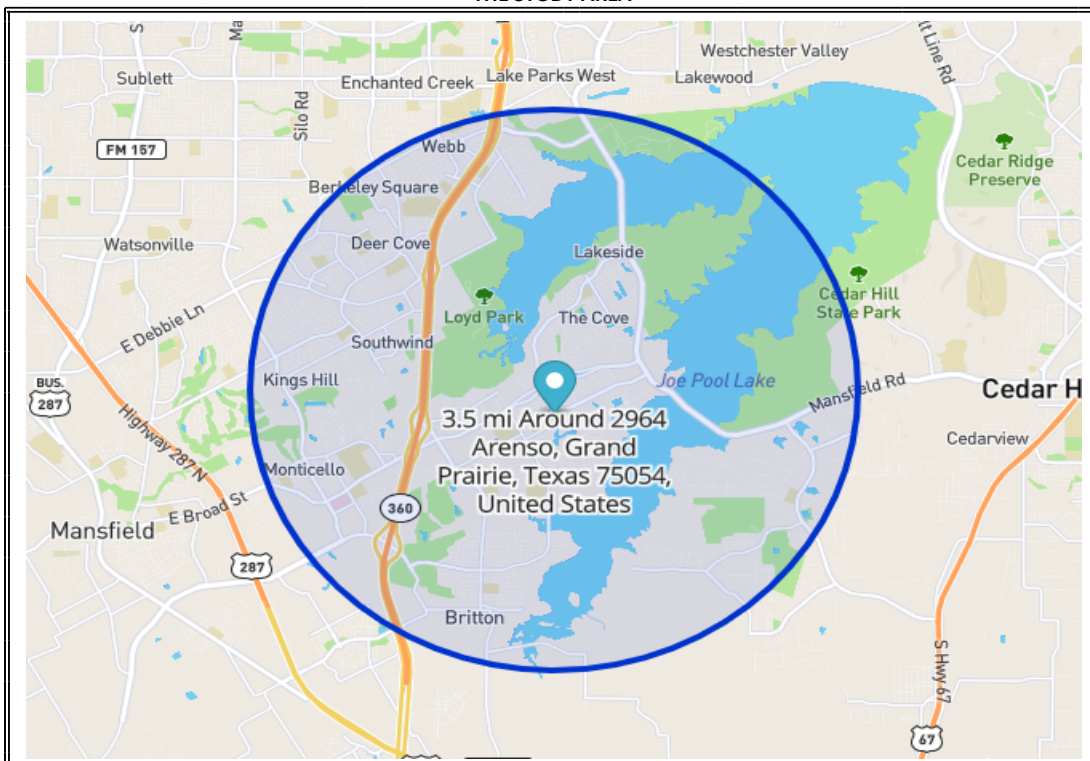 Westchester Valley
Lake Parks West
Lakewood
Sublett
Enchanted Creek
Silo Rd
FM 157
Webb
Cedar Ridge
Preserve
Berkeley Square
Watsonville
Deer Cove
Lakeside
Loyd Park
The Cove
Cedar Hill
State Park
E Debbie Ln
Southwind
BUS.
287
Kings Hill
Joe Pool Lake
Mansfield Rd
Cedar H
3.5 mi Around 2964
Arenso, Grand
Prairie, Texas 75054,
United States
Highway 287 N
Cedarview
Monticello
E Broad St
360
Mansfield
287
Britton
S Hwy 67
67